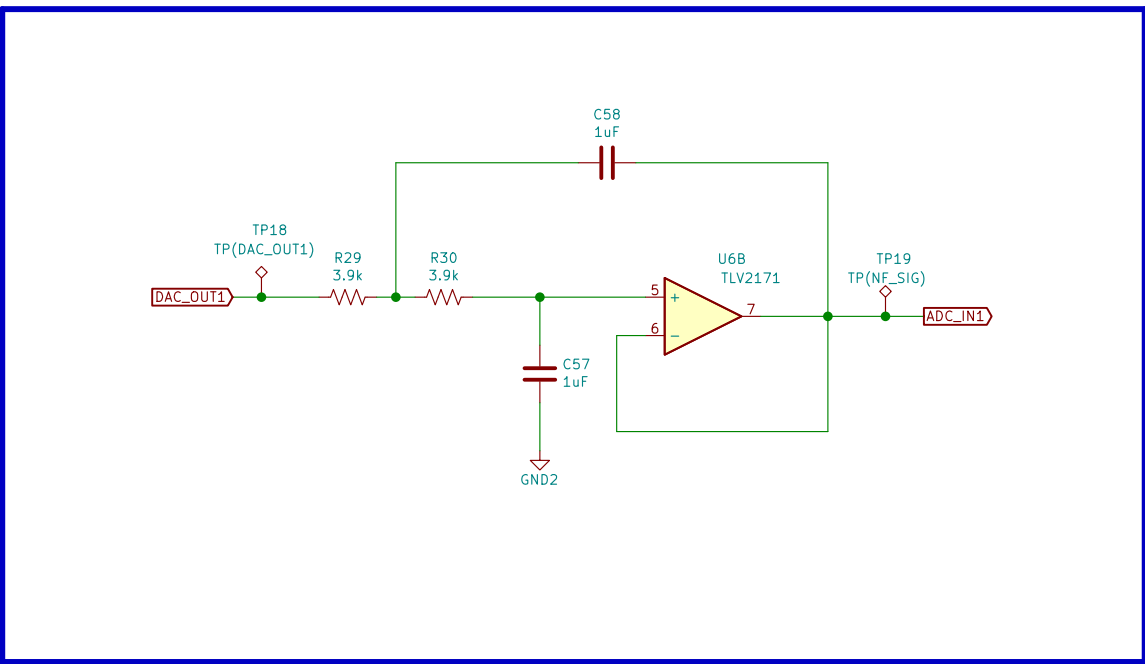 C58
1uF
TP18
TP(DAC_OUT1)
R29
3.9k
R30
3.9k
U6B
TLV2171
TP19
TP(NF_SIG)
DAC_OUT1
5
+
7
6
−
ADC_IN1
C57
1uF
GND2